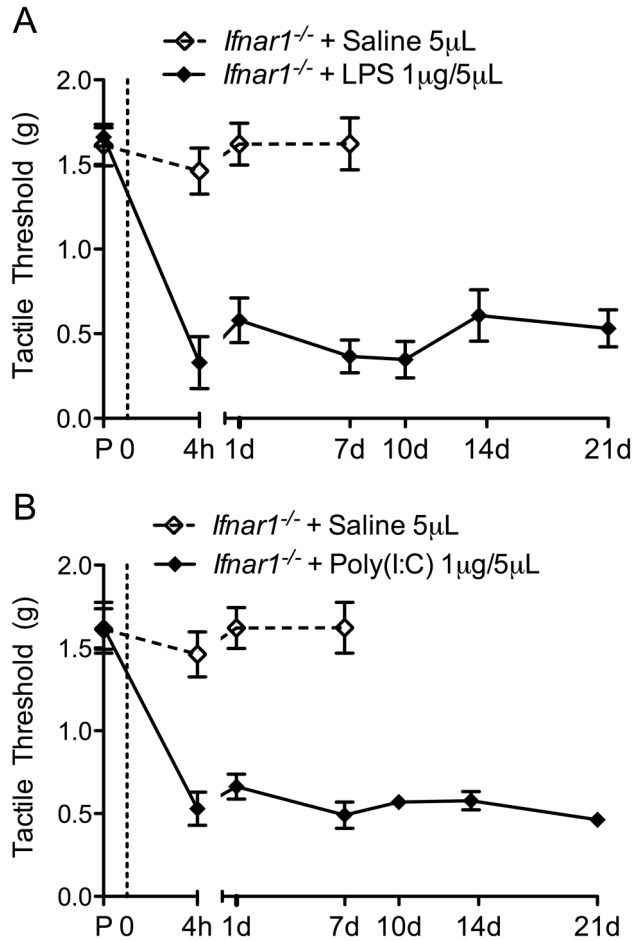 A
Ifnar1-/- + Saline 5μL
Ifnar1-/- + LPS 1μg/5μL
Tactile Threshold (g)
2.0
1.5
1.0
0.5
0.0
P 0 4h 1d 7d 10d 14d 21d
B
Ifnar1-/- + Saline 5μL
Ifnar1-/- + Poly(I:C) 1μg/5μL
Tactile Threshold (g)
2.0
1.5
1.0
0.5
0.0
P 0 4h 1d 7d 10d 14d 21d